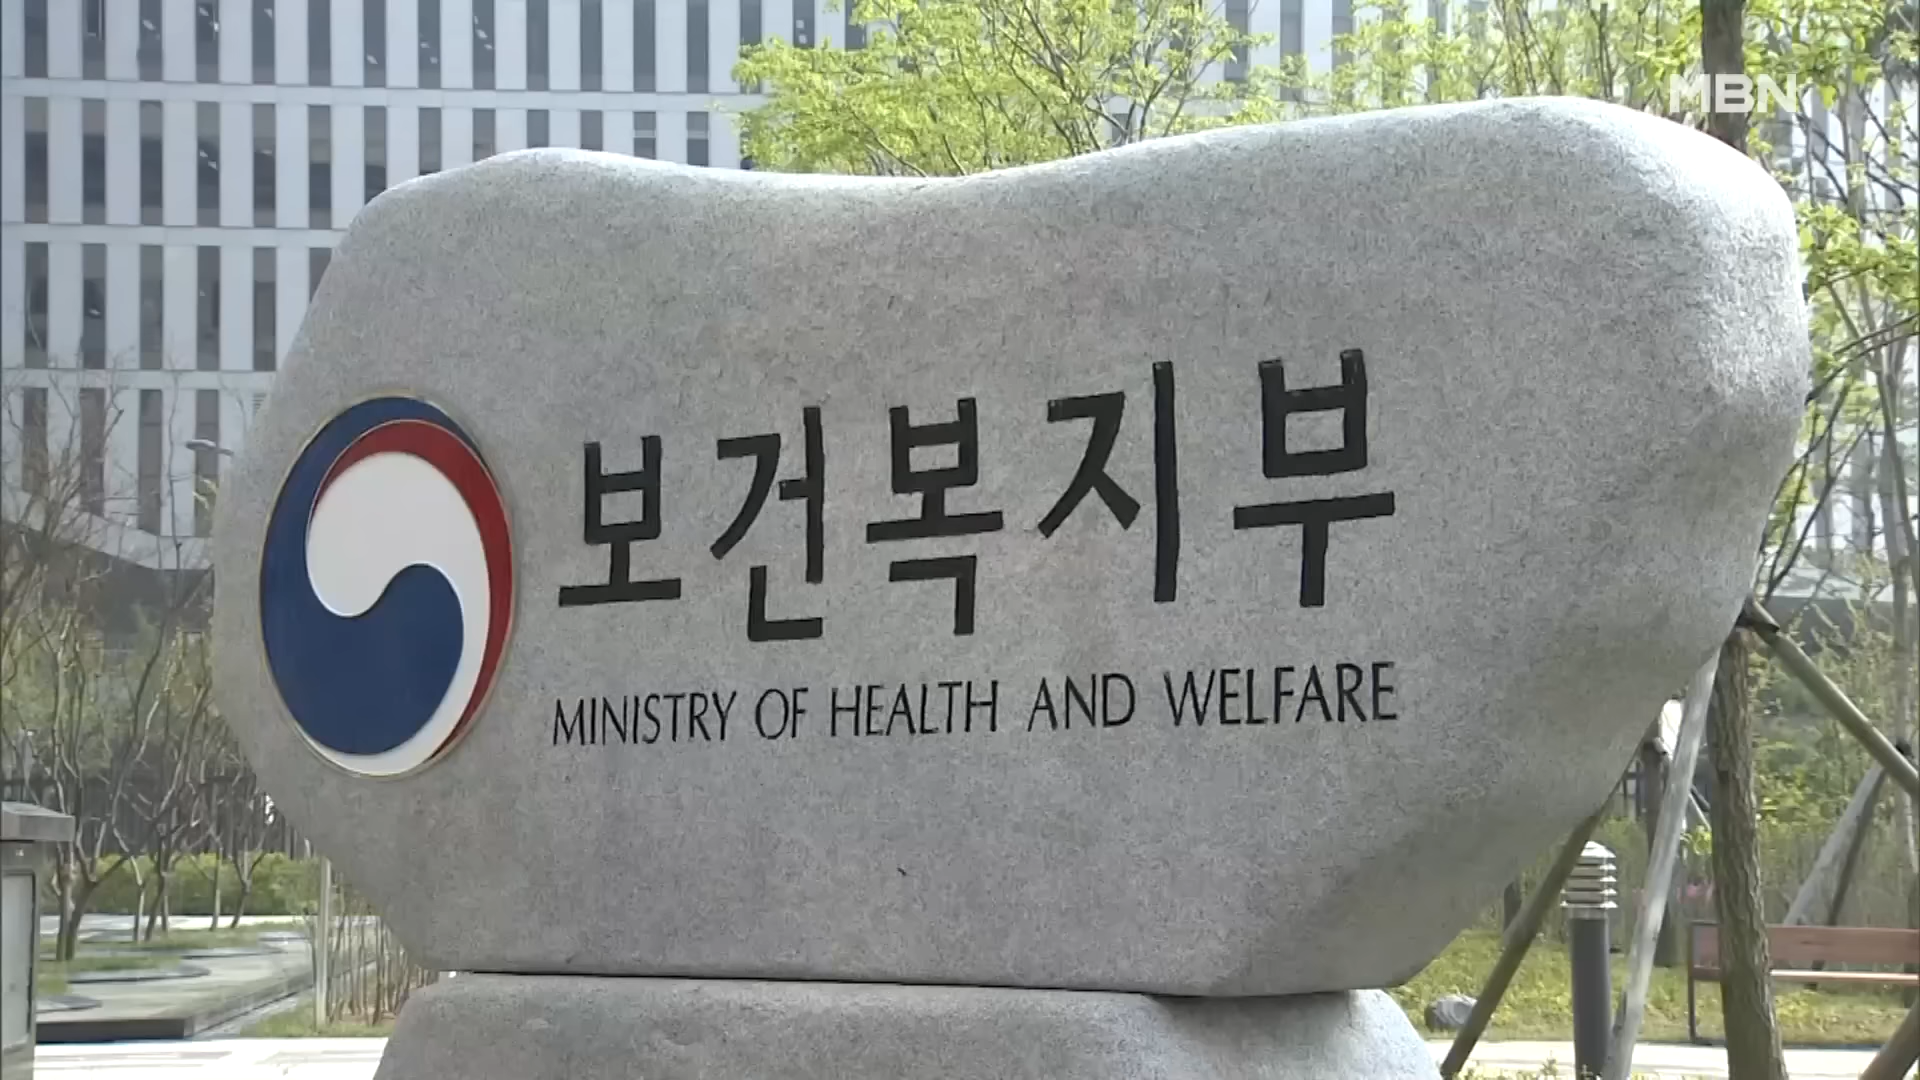 MBN
보건복지부
MINISTRY OF HEALTH AND WELFARE